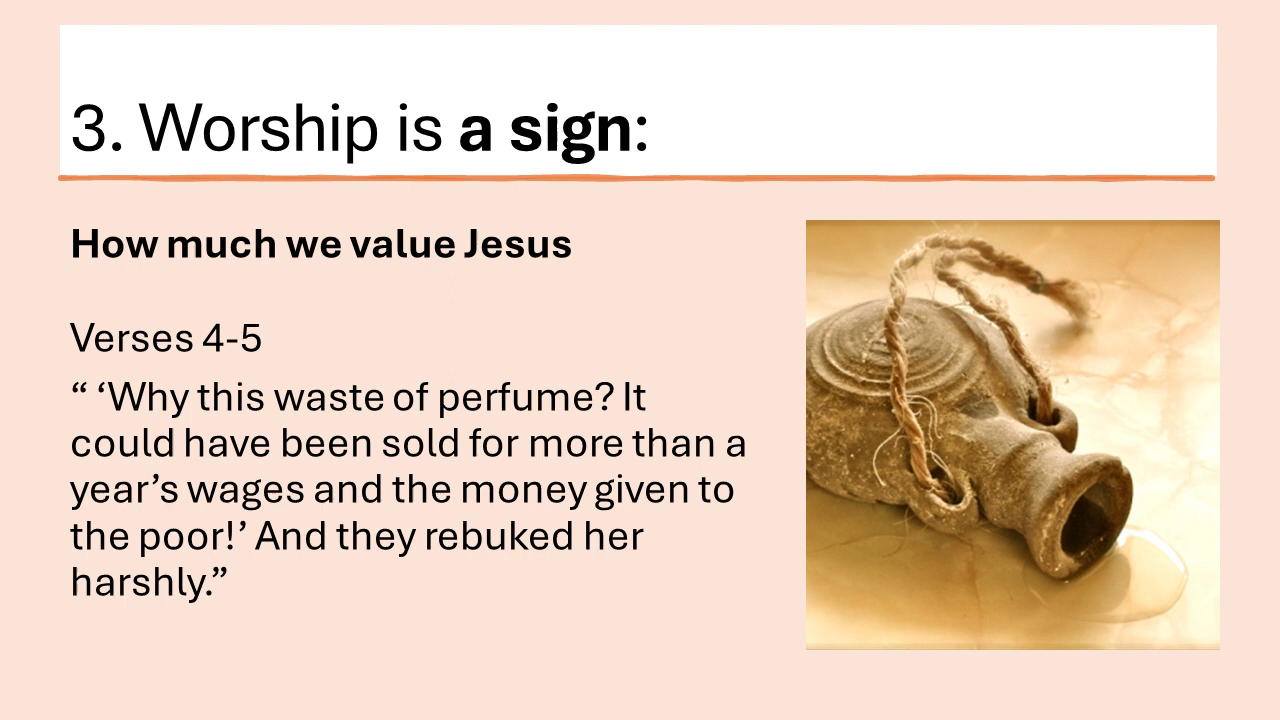 3. Worship is a sign:
How much we value Jesus
Verses 4-5
“ ‘Why this waste of perfume? It
could have been sold for more than a
year’s wages and the money given to
the poor!’ And they rebuked her
harshly.”